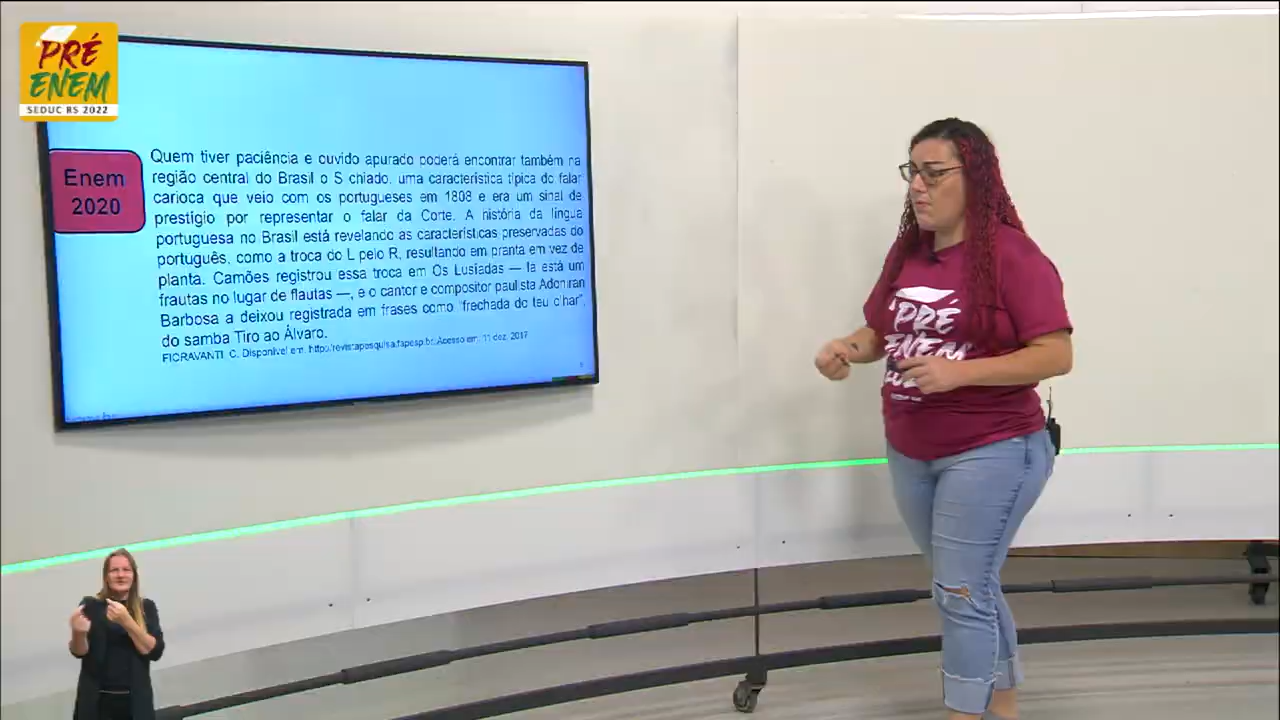 PRÉ
ENEM
SEDUC RS 2022
Enem
2020
Quem tiver paciência e ouvido apurado poderá encontrar também na
região central do Brasil o S chiado, uma característica típica do falar
carioca que veio com os portugueses em 1808 e era um sinal de
prestígio por representar o falar da Corte. A história da língua
portuguesa no Brasil está revelando as características preservadas do
português, como a troca do L pelo R, resultando em pranta em vez de
planta. Camões registrou essa troca em Os Lusíadas — lá está um
frautas no lugar de flautas —, e o cantor e compositor paulista Adoniran
Barbosa a deixou registrada em frases como "frechada do teu olhar",
do samba Tiro ao Álvaro.
FIORAVANTI, C. Disponível em: http://revistapesquisa.fapesp.br. Acesso em: 11 dez. 2017
PRÉ
ENEM